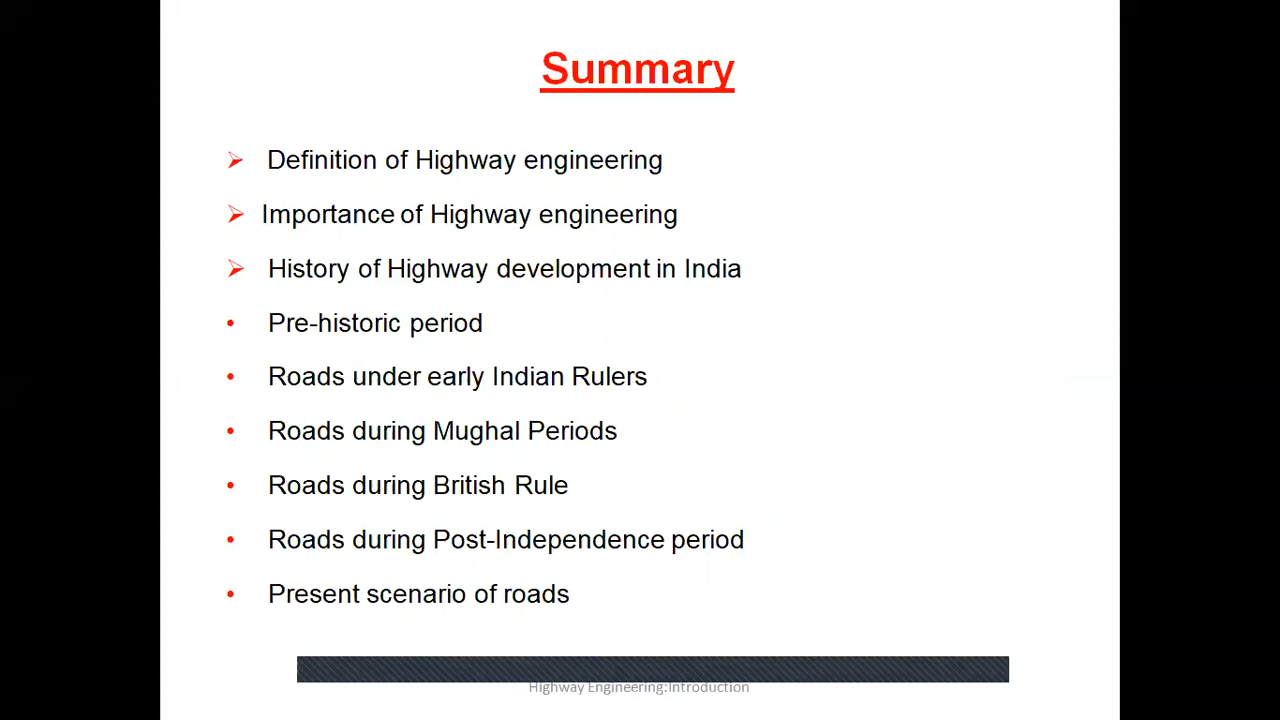 Summary
Definition of Highway engineering
Importance of Highway engineering
History of Highway development in India
Pre-historic period
Roads under early Indian Rulers
Roads during Mughal Periods
Roads during British Rule
Roads during Post-Independence period
Present scenario of roads
Highway Engineering:Introduction